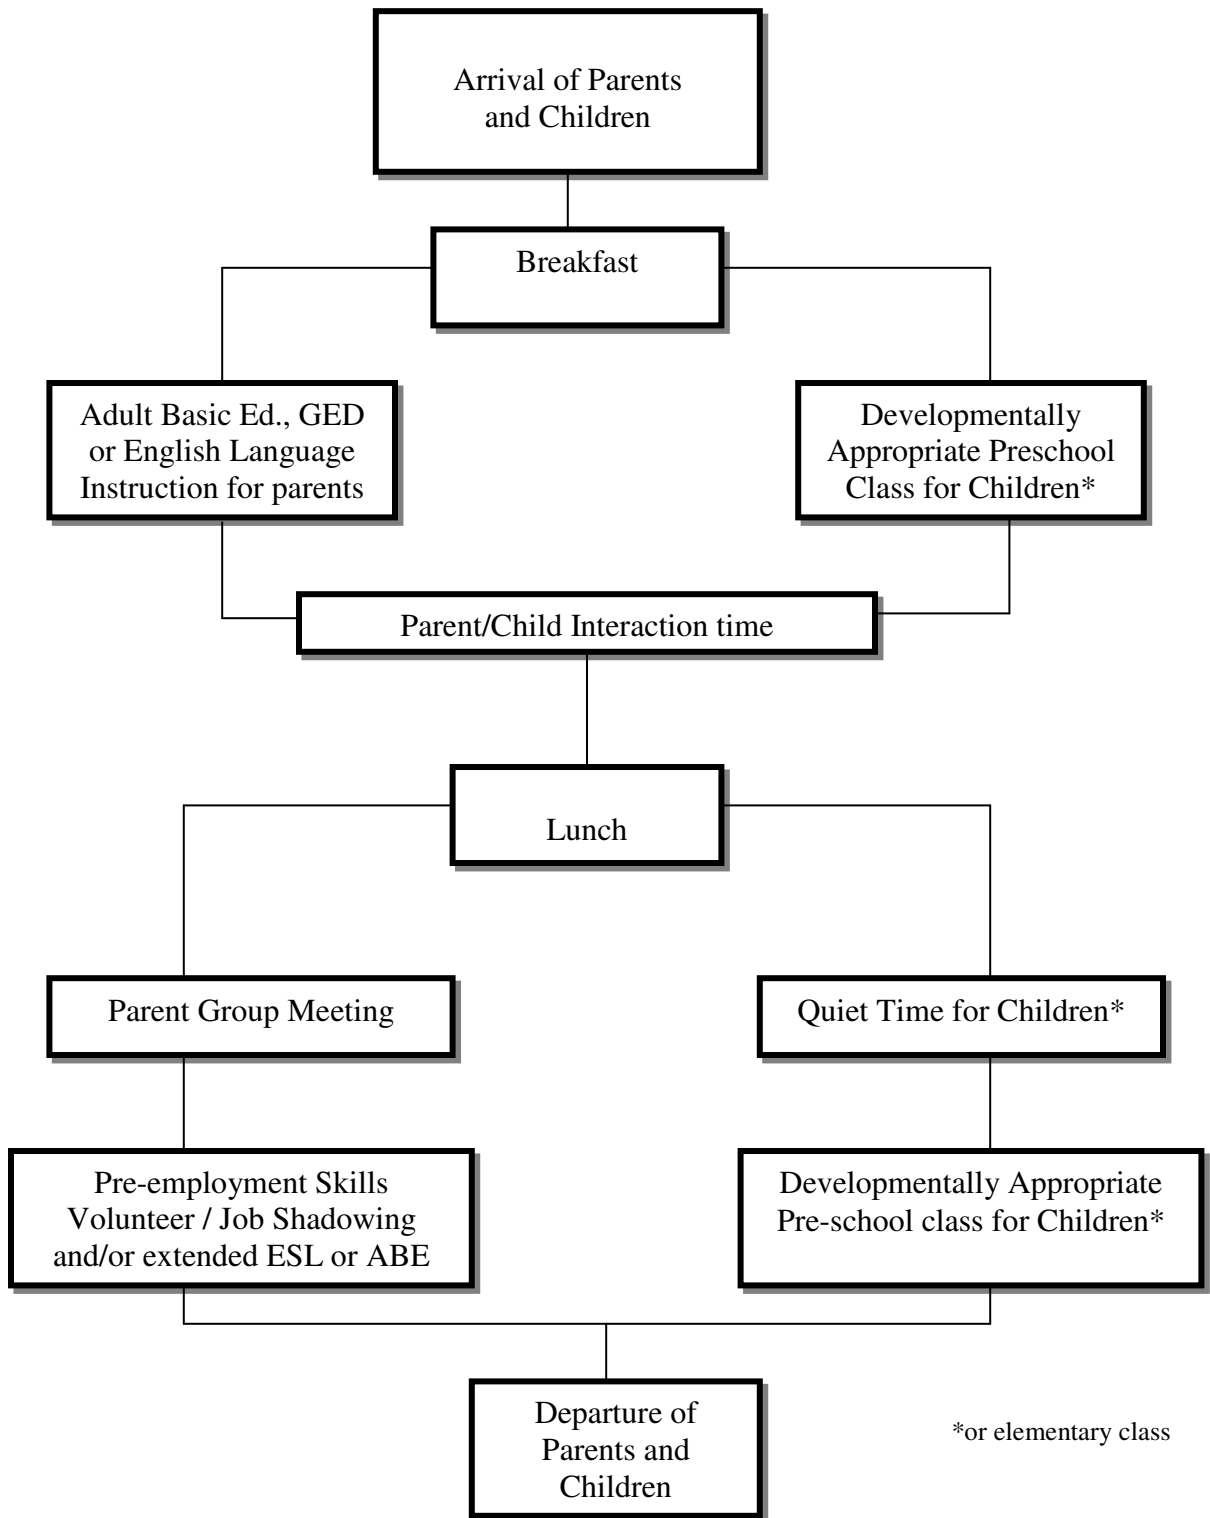 Arrival of Parents
and Children
Breakfast
Adult Basic Ed., GED
or English Language
Instruction for parents
Developmentally
Appropriate Preschool
Class for Children*
Parent/Child Interaction time
Lunch
Parent Group Meeting
Quiet Time for Children*
Pre-employment Skills
Volunteer / Job Shadowing
and/or extended ESL or ABE
Developmentally Appropriate
Pre-school class for Children*
Departure of
Parents and
Children
*or elementary class